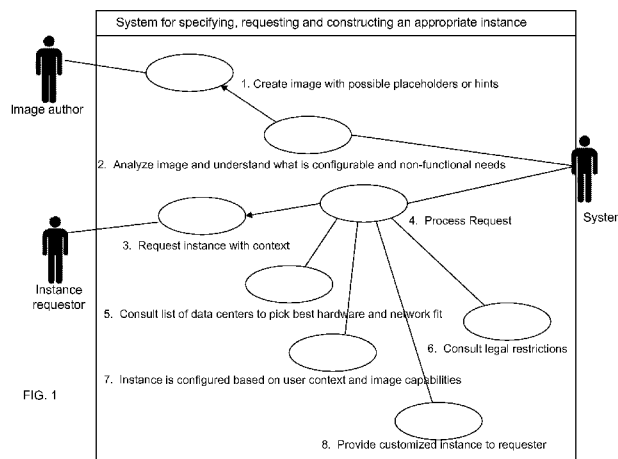 System for specifying, requesting and constructing an appropriate instance
1. Create image with possible placeholders or hints
Image author
2. Analyze image and understand what is configurable and non-functional needs
System
4. Process Request
3. Request instance with context
Instance
requestor
5. Consult list of data centers to pick best hardware and network fit
6. Consult legal restrictions
7. Instance is configured based on user context and image capabilities
FIG. 1
8. Provide customized instance to requester